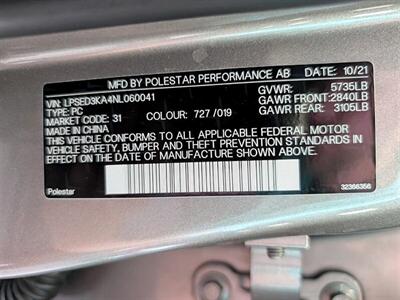 MFD BY POLESTAR PERFORMANCE AB DATE: 10/21
VIN: LPSED3KA4NL060041 GVWR: 5735LB
TYPE: PC GAWR FRONT: 2840LB
MARKET: 31 COLOUR: 727 /019 GAWR REAR: 3105LB
MADE IN CHINA
THIS VEHICLE CONFORMS TO ALL APPLICABLE FEDERAL MOTOR
VEHICLE SAFETY, BUMPER AND THEFT PREVENTION STANDARDS IN
EFFECT ON THE DATE OF MANUFACTURE SHOWN ABOVE.
Polestar 32366356